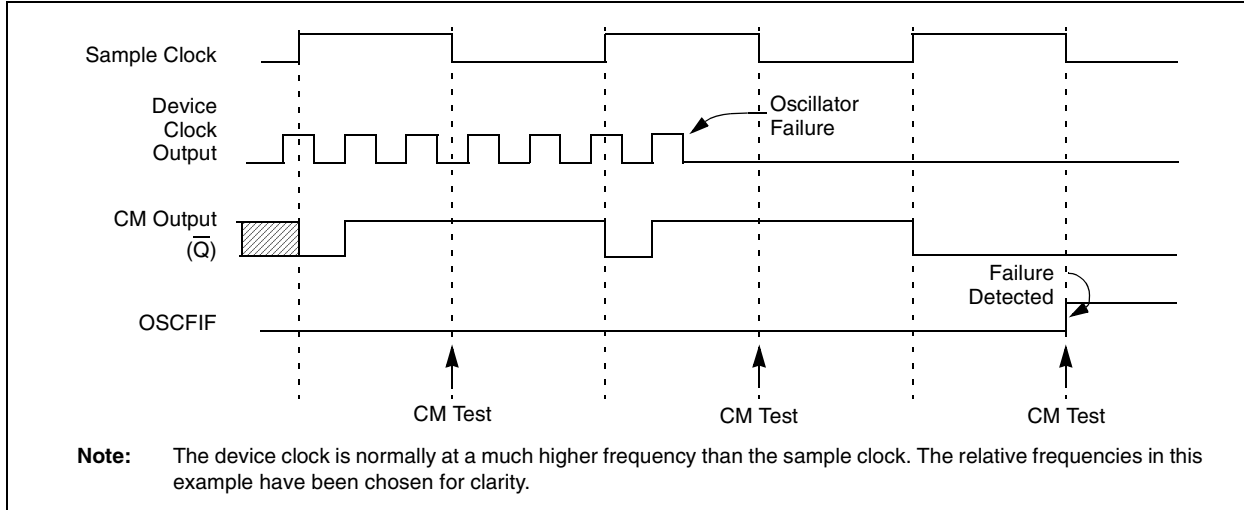 Sample Clock
Device
Clock
Output
Oscillator
Failure
CM Output
(Q̅)
Failure
Detected
OSCFIF
CM Test
CM Test
CM Test
Note: The device clock is normally at a much higher frequency than the sample clock. The relative frequencies in this
example have been chosen for clarity.